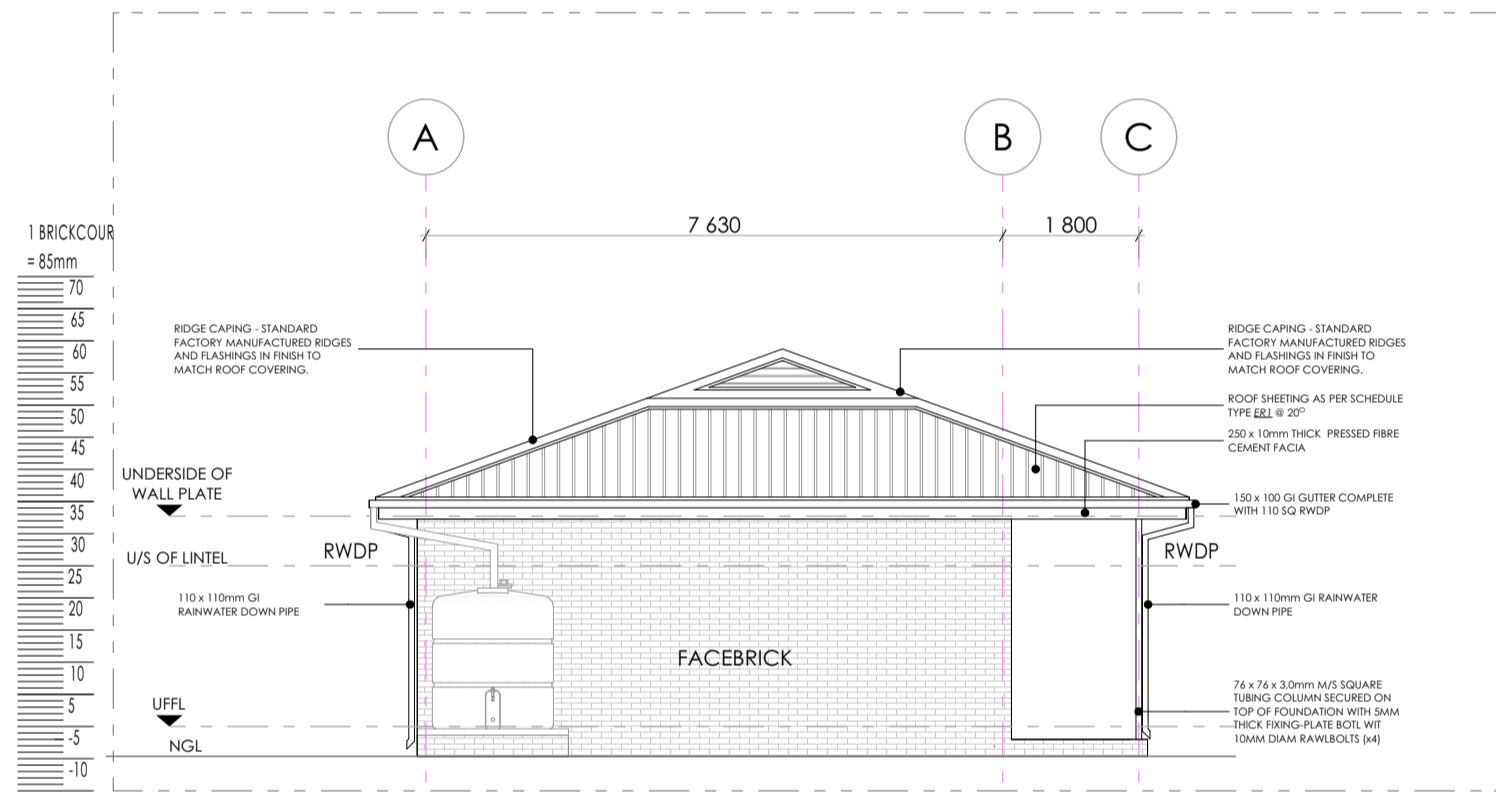 A
B
C
7 630
1 800
1 BRICKCOUR
= 85mm
70
65
60
55
50
45
40
35
30
25
20
15
10
5
-5
-10
RIDGE CAPING - STANDARD
FACTORY MANUFACTURED RIDGES
AND FLASHINGS IN FINISH TO
MATCH ROOF COVERING.
UNDERSIDE OF
WALL PLATE
U/S OF LINTEL
RWDP
110 x 110mm GI
RAINWATER DOWN PIPE
UFFL
NGL
FACEBRICK
RIDGE CAPING - STANDARD
FACTORY MANUFACTURED RIDGES
AND FLASHINGS IN FINISH TO
MATCH ROOF COVERING.
ROOF SHEETING AS PER SCHEDULE
TYPE ER1 @ 20°
250 x 10mm THICK PRESSED FIBRE
CEMENT FACIA
150 x 100 GI GUTTER COMPLETE
WITH 110 SQ RWDP
RWDP
110 x 110mm GI RAINWATER
DOWN PIPE
76 x 76 x 3,0mm M/S SQUARE
TUBING COLUMN SECURED ON
TOP OF FOUNDATION WITH 5MM
THICK FIXING-PLATE BOTL WIT
10MM DIAM RAWLBOLTS (x4)